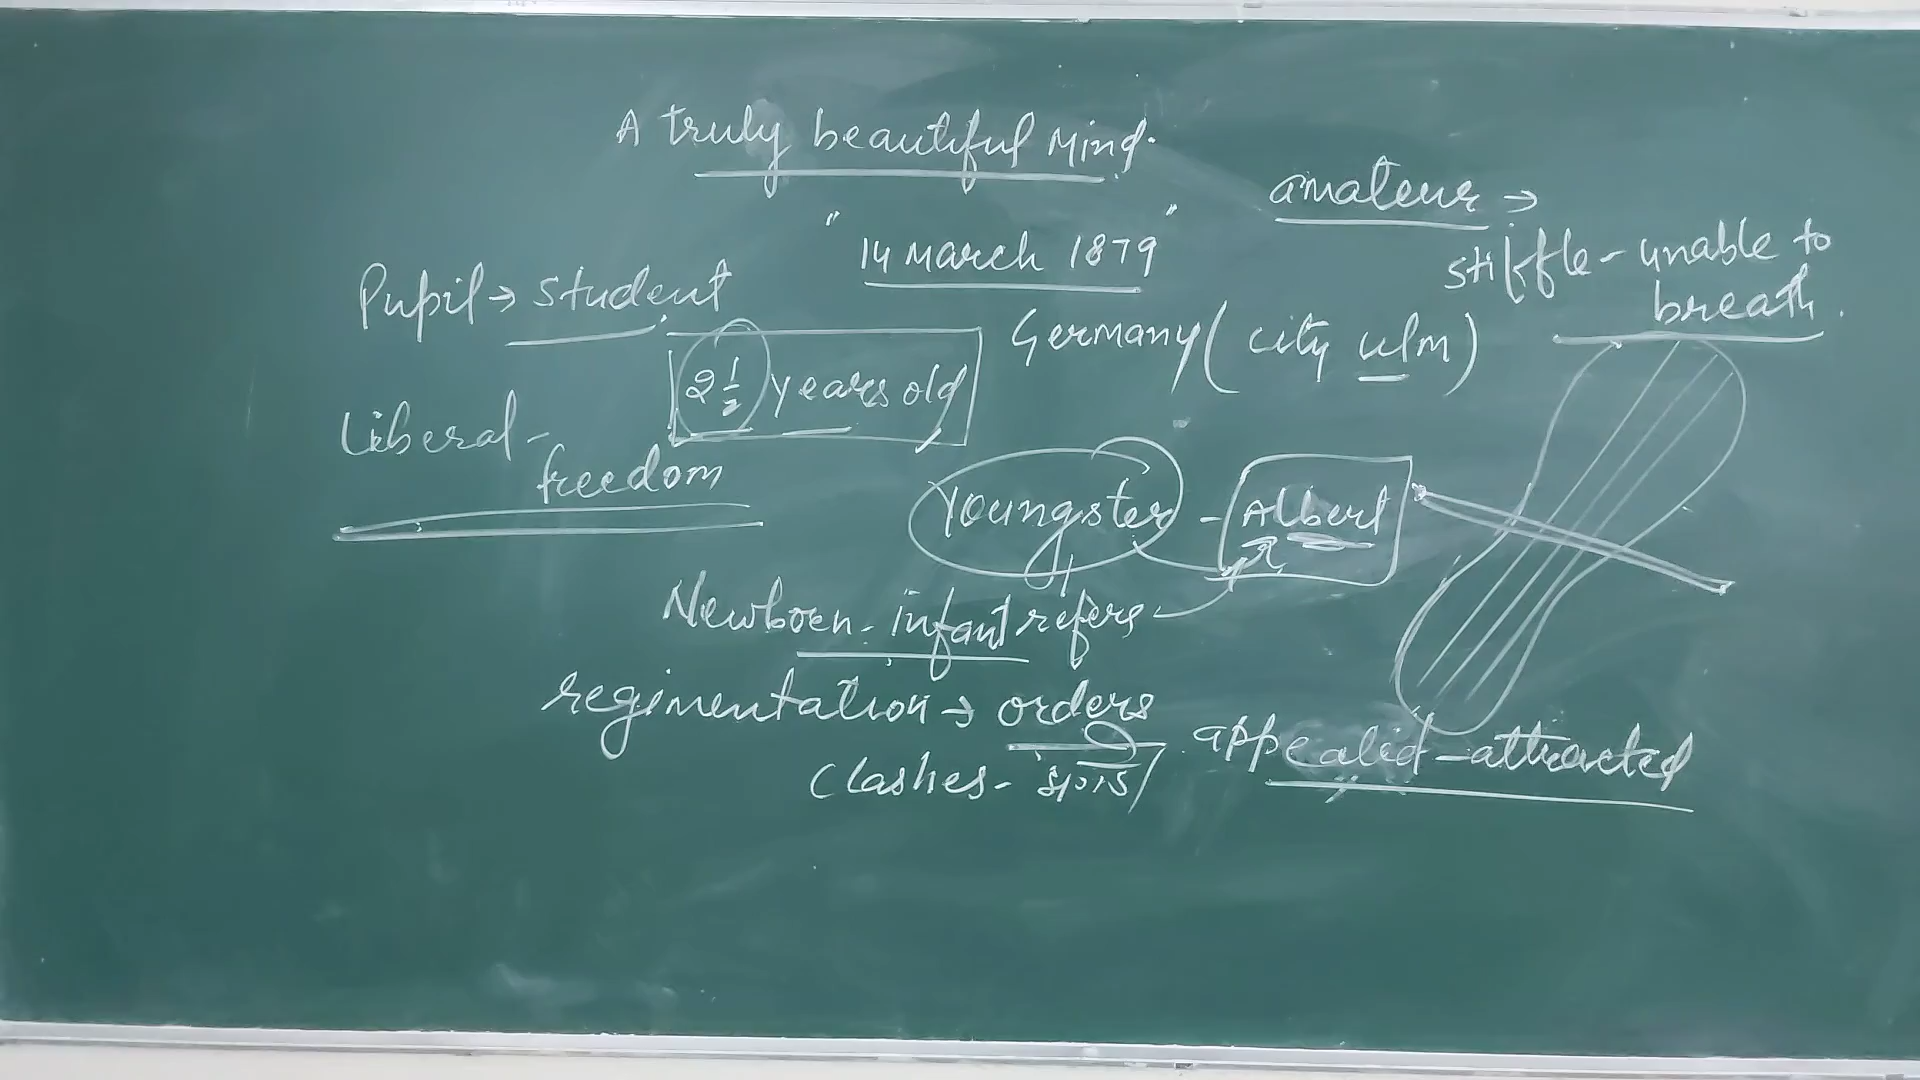 A truly beautiful Mind.
"14 March 1879"
amateur →
stiffle - unable to
breath.
Pupil → student
Germany ( city ulm )
2 1/2 years old
Liberal -
freedom
Youngster - Albert
Newborn - infant refers
regimentation → orders
appealed - attracted
Clashes -